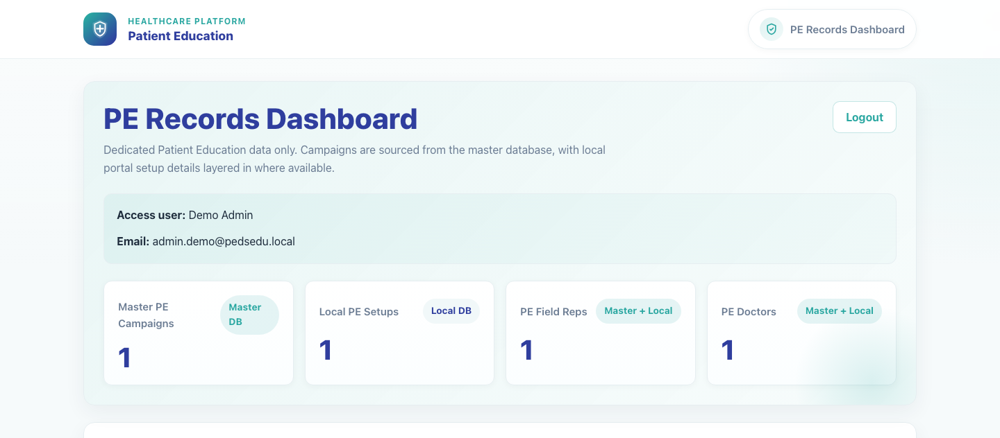 HEALTHCARE PLATFORM
Patient Education
PE Records Dashboard
PE Records Dashboard
Logout
Dedicated Patient Education data only. Campaigns are sourced from the master database, with local
portal setup details layered in where available.
Access user: Demo Admin
Email: admin.demo@pedsedu.local
Master PE
Campaigns
Master
DB
1
Local PE Setups
Local DB
1
PE Field Reps
Master + Local
1
PE Doctors
Master + Local
1